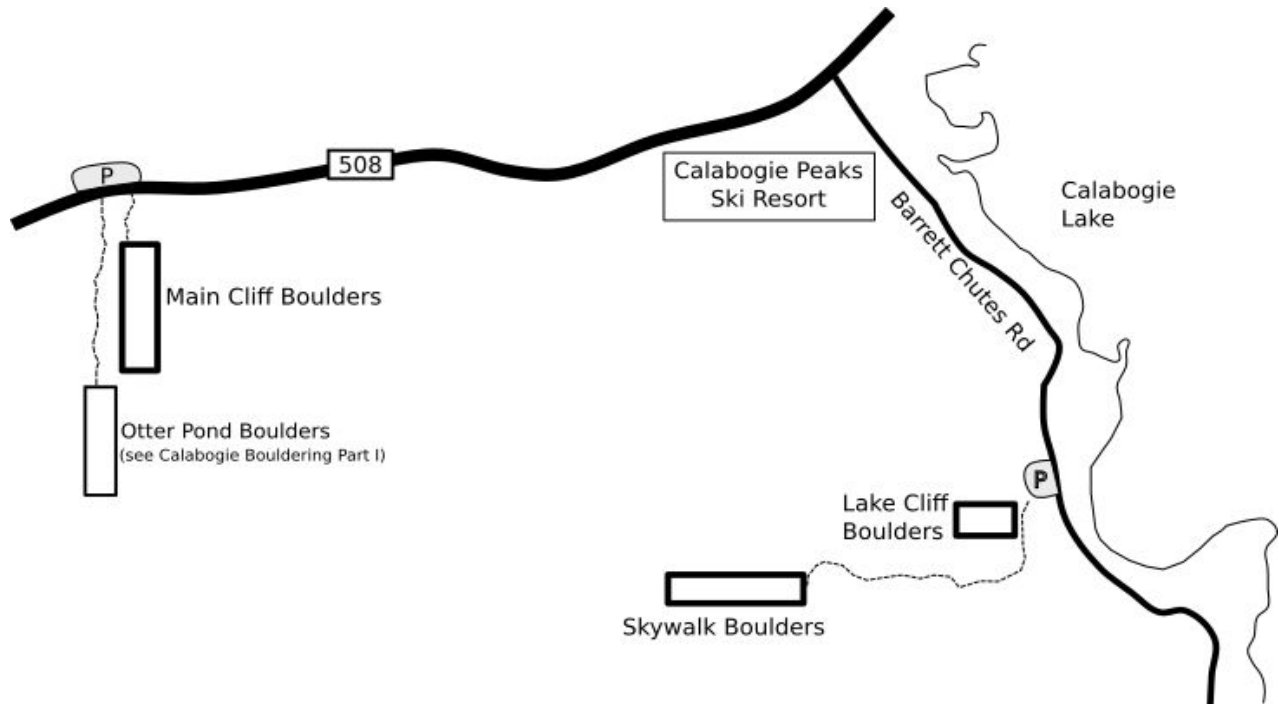 P
508
Calabogie Peaks
Ski Resort
Calabogie
Lake
Barrett Chutes Rd
Main Cliff Boulders
Otter Pond Boulders
(see Calabogie Bouldering Part I)
P
Lake Cliff
Boulders
Skywalk Boulders